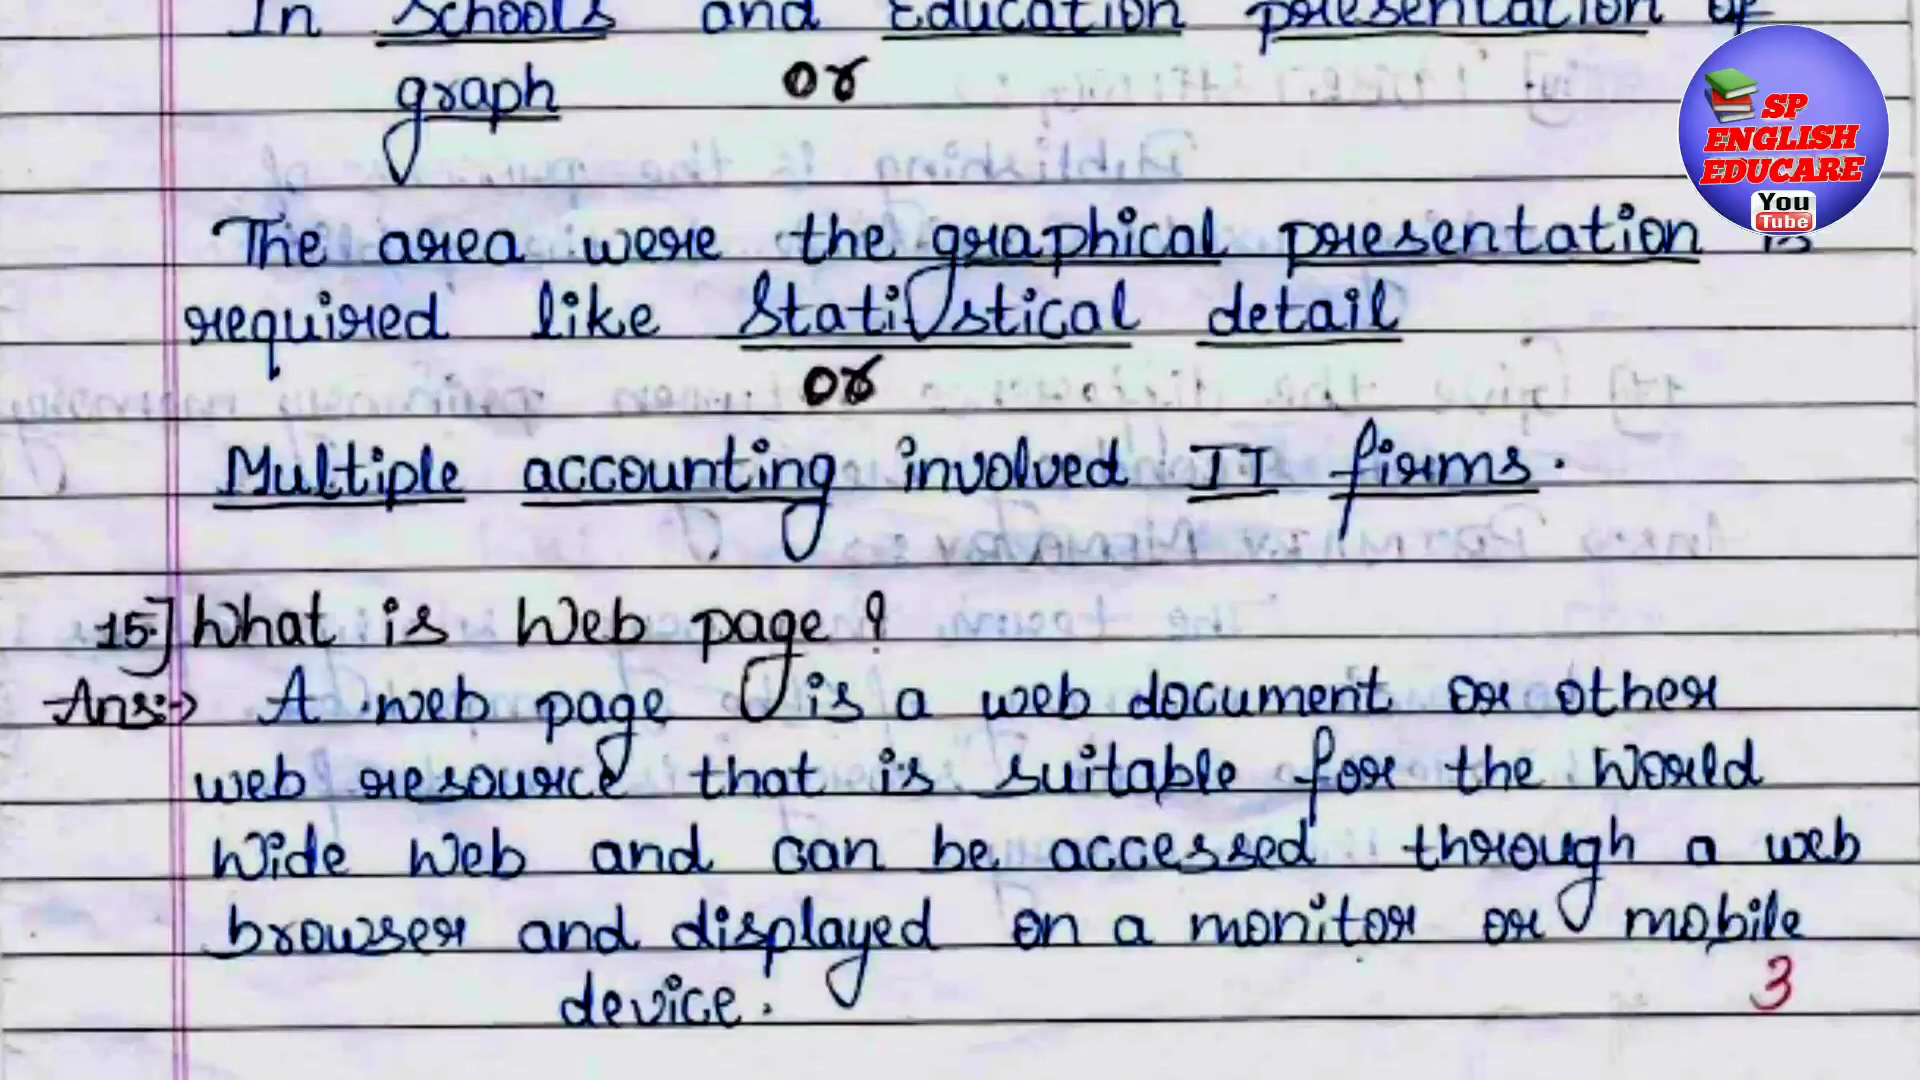 In Schools and Education presentation of
graph or
The area were the graphical presentation is
required like Statistical detail
or
Multiple accounting involved IT firms.
15.] What is Web page?
Ans:-> A web page is a web document or other
web resource that is suitable for the World
Wide Web and can be accessed through a web
browser and displayed on a monitor or mobile
device.
3
SP
ENGLISH
EDUCARE
You
Tube